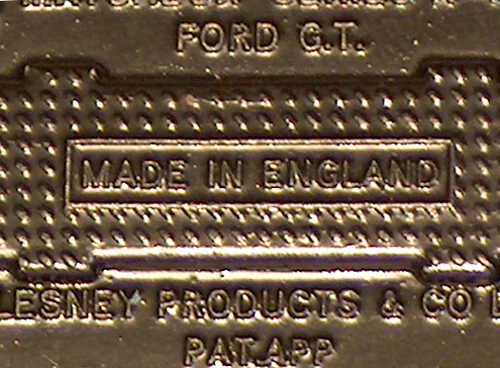 FORD G.T.
MADE IN ENGLAND
LESNEY PRODUCTS & CO
PAT. APP